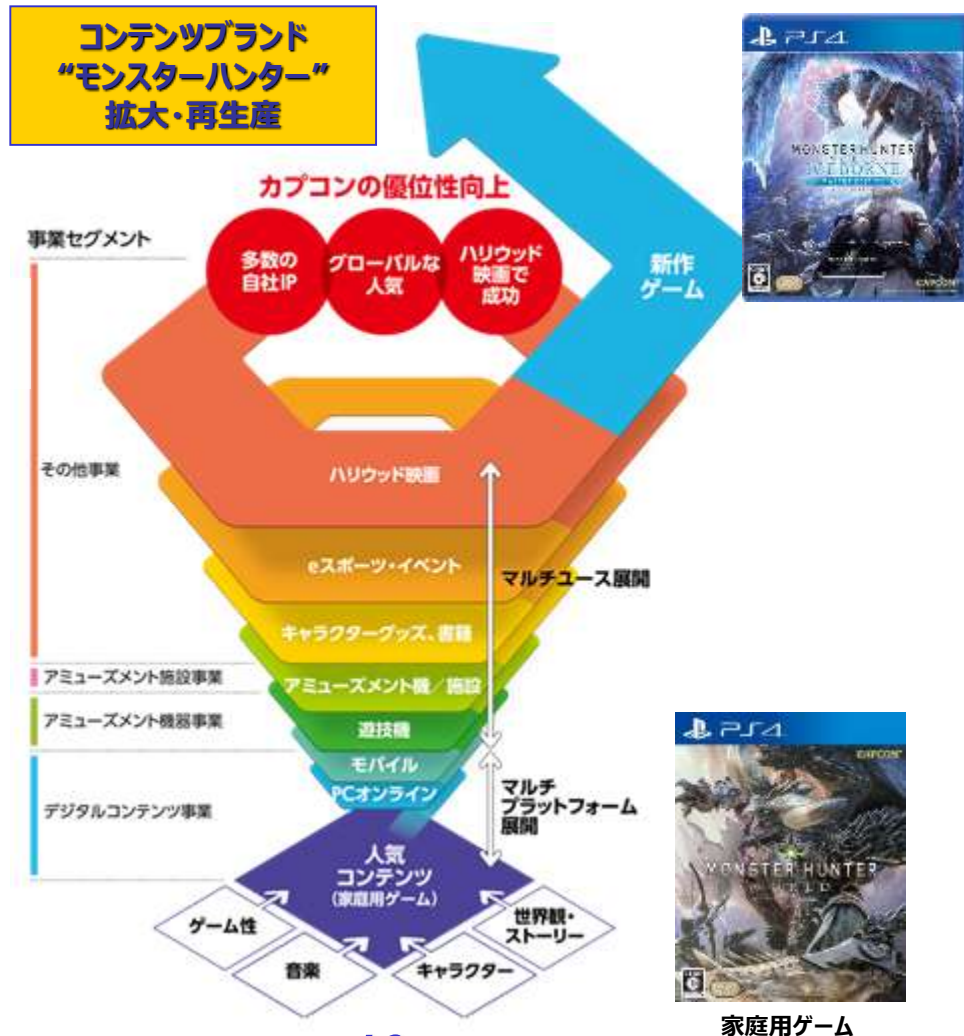 コンテンツブランド
“モンスターハンター”
拡大・再生産
PS4
MONSTER HUNTER
ICEBORNE
CAPCOM
カプコンの優位性向上
多数の
自社IP
グローバルな
人気
ハリウッド
映画で
成功
新作
ゲーム
事業セグメント
その他事業
アミューズメント施設事業
アミューズメント機器事業
デジタルコンテンツ事業
ハリウッド映画
eスポーツ・イベント
キャラクターグッズ、書籍
アミューズメント機／施設
遊技機
モバイル
PCオンライン
マルチユース展開
マルチ
プラットフォーム
展開
人気
コンテンツ
(家庭用ゲーム)
ゲーム性
音楽
キャラクター
世界観・
ストーリー
PS4
CAPCOM
MONSTER HUNTER
WORLD
家庭用ゲーム